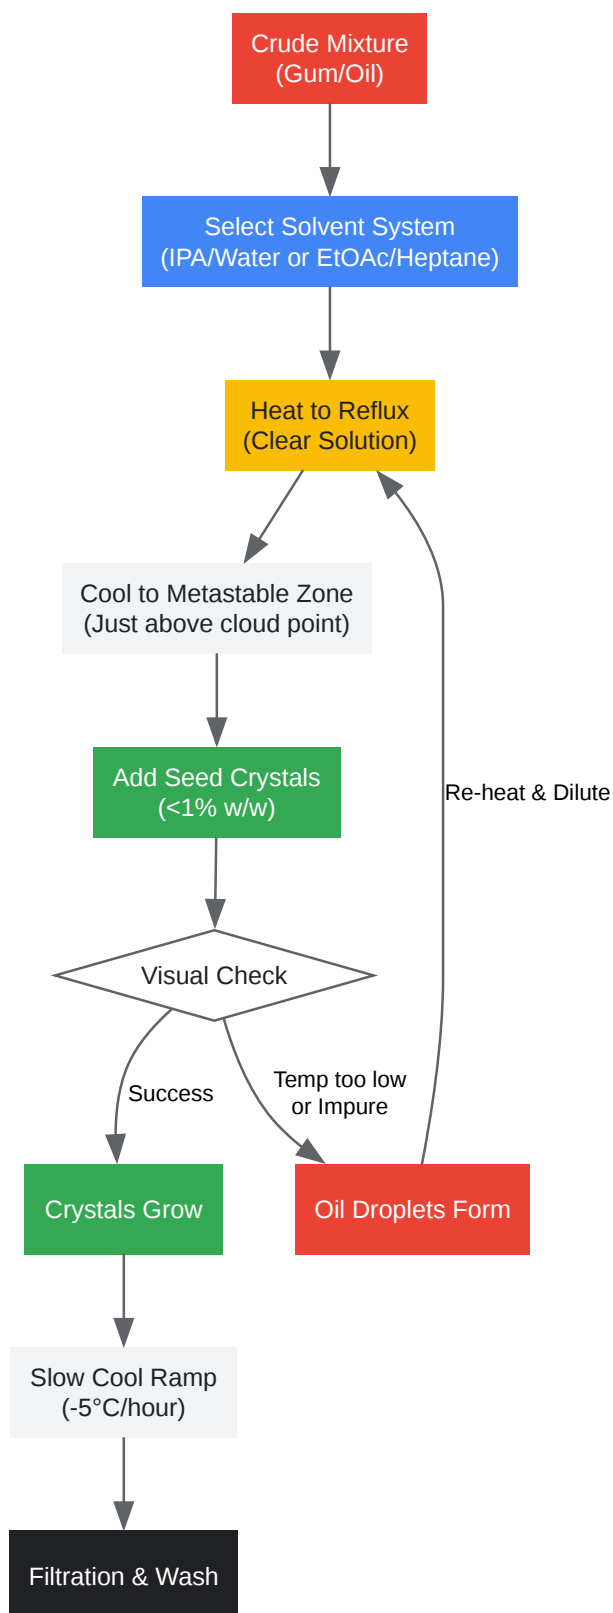 Crude Mixture
(Gum/Oil)
Select Solvent System
(IPA/Water or EtOAc/Heptane)
Heat to Reflux
(Clear Solution)
Cool to Metastable Zone
(Just above cloud point)
Add Seed Crystals
(<1% w/w)
Re-heat & Dilute
Visual Check
Success
Temp too low
or Impure
Crystals Grow
Oil Droplets Form
Slow Cool Ramp
(-5°C/hour)
Filtration & Wash